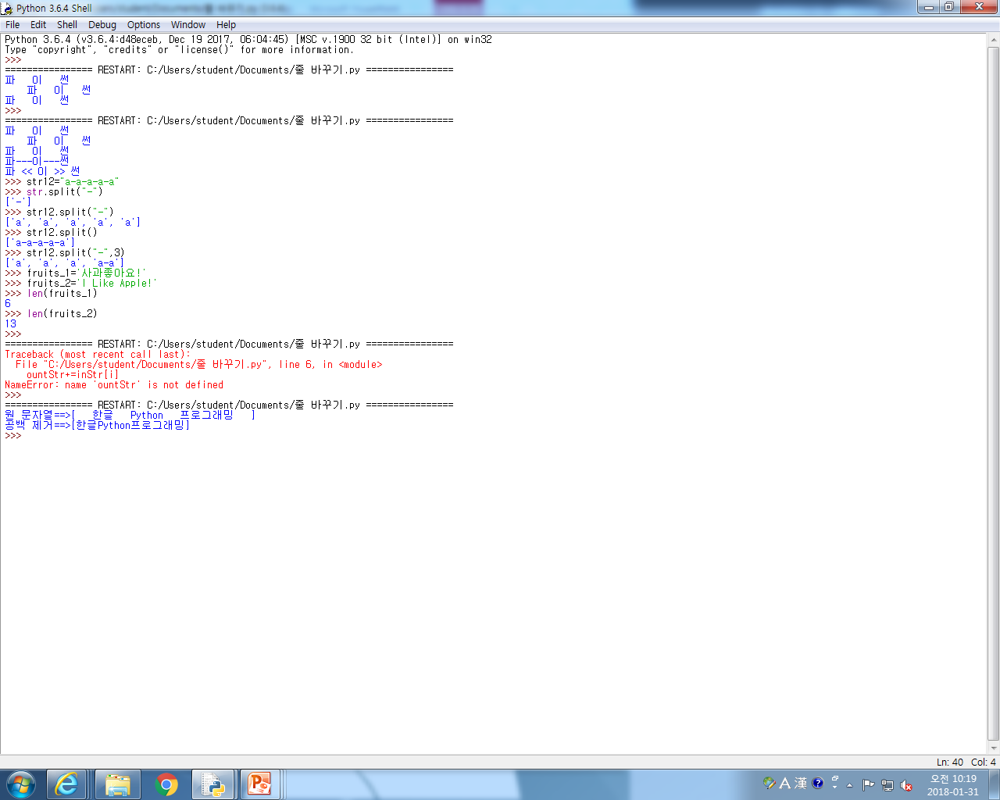 Python 3.6.4 Shell
File Edit Shell Debug Options Window Help
Python 3.6.4 (v3.6.4:d48eceb, Dec 19 2017, 06:04:45) [MSC v.1900 32 bit (Intel)] on win32
Type "copyright", "credits" or "license()" for more information.
>>>
================ RESTART: C:/Users/student/Documents/줄 바꾸기.py ================
파   이   썬
    파   이   썬
파   이   썬
>>>
================ RESTART: C:/Users/student/Documents/줄 바꾸기.py ================
파   이   썬
    파   이   썬
파   이   썬
파---이---썬
파 << 이 >> 썬
>>> str12="a-a-a-a-a"
>>> str.split("-")
['-']
>>> str12.split("-")
['a', 'a', 'a', 'a', 'a']
>>> str12.split()
['a-a-a-a-a']
>>> str12.split("-",3)
['a', 'a', 'a', 'a-a']
>>> fruits_1='사과좋아요!'
>>> fruits_2='I Like Apple!'
>>> len(fruits_1)
6
>>> len(fruits_2)
13
>>>
================ RESTART: C:/Users/student/Documents/줄 바꾸기.py ================
Traceback (most recent call last):
  File "C:/Users/student/Documents/줄 바꾸기.py", line 6, in <module>
    ountStr+=inStr[i]
NameError: name 'ountStr' is not defined
>>>
================ RESTART: C:/Users/student/Documents/줄 바꾸기.py ================
원 문자열==>[   한글   Python   프로그래밍   ]
공백 제거==>[한글Python프로그래밍]
>>>
Ln: 40 Col: 4
A 漢
오전 10:19
2018-01-31